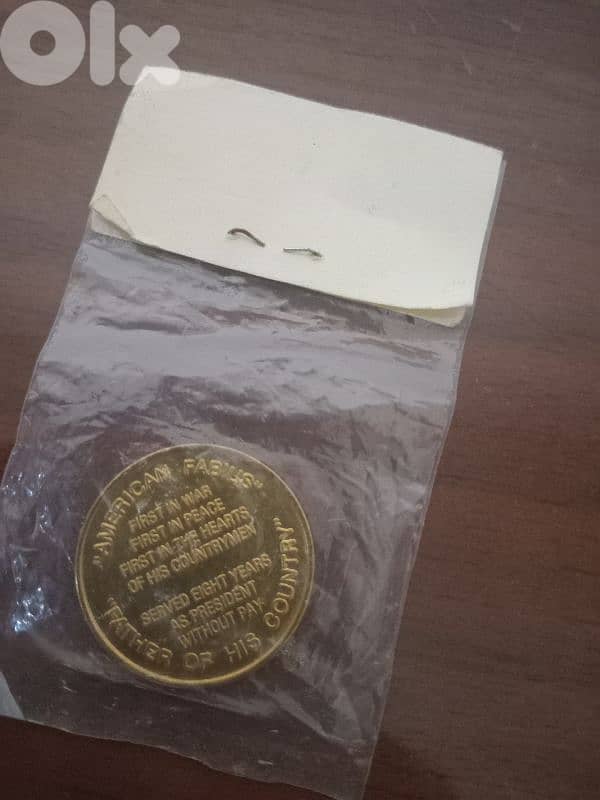 olx
"AMERICAN FABIUS"
FIRST IN WAR
FIRST IN PEACE
FIRST IN THE HEARTS
OF HIS COUNTRYMEN
SERVED EIGHT YEARS
AS PRESIDENT
WITHOUT PAY
"FATHER OF HIS COUNTRY"